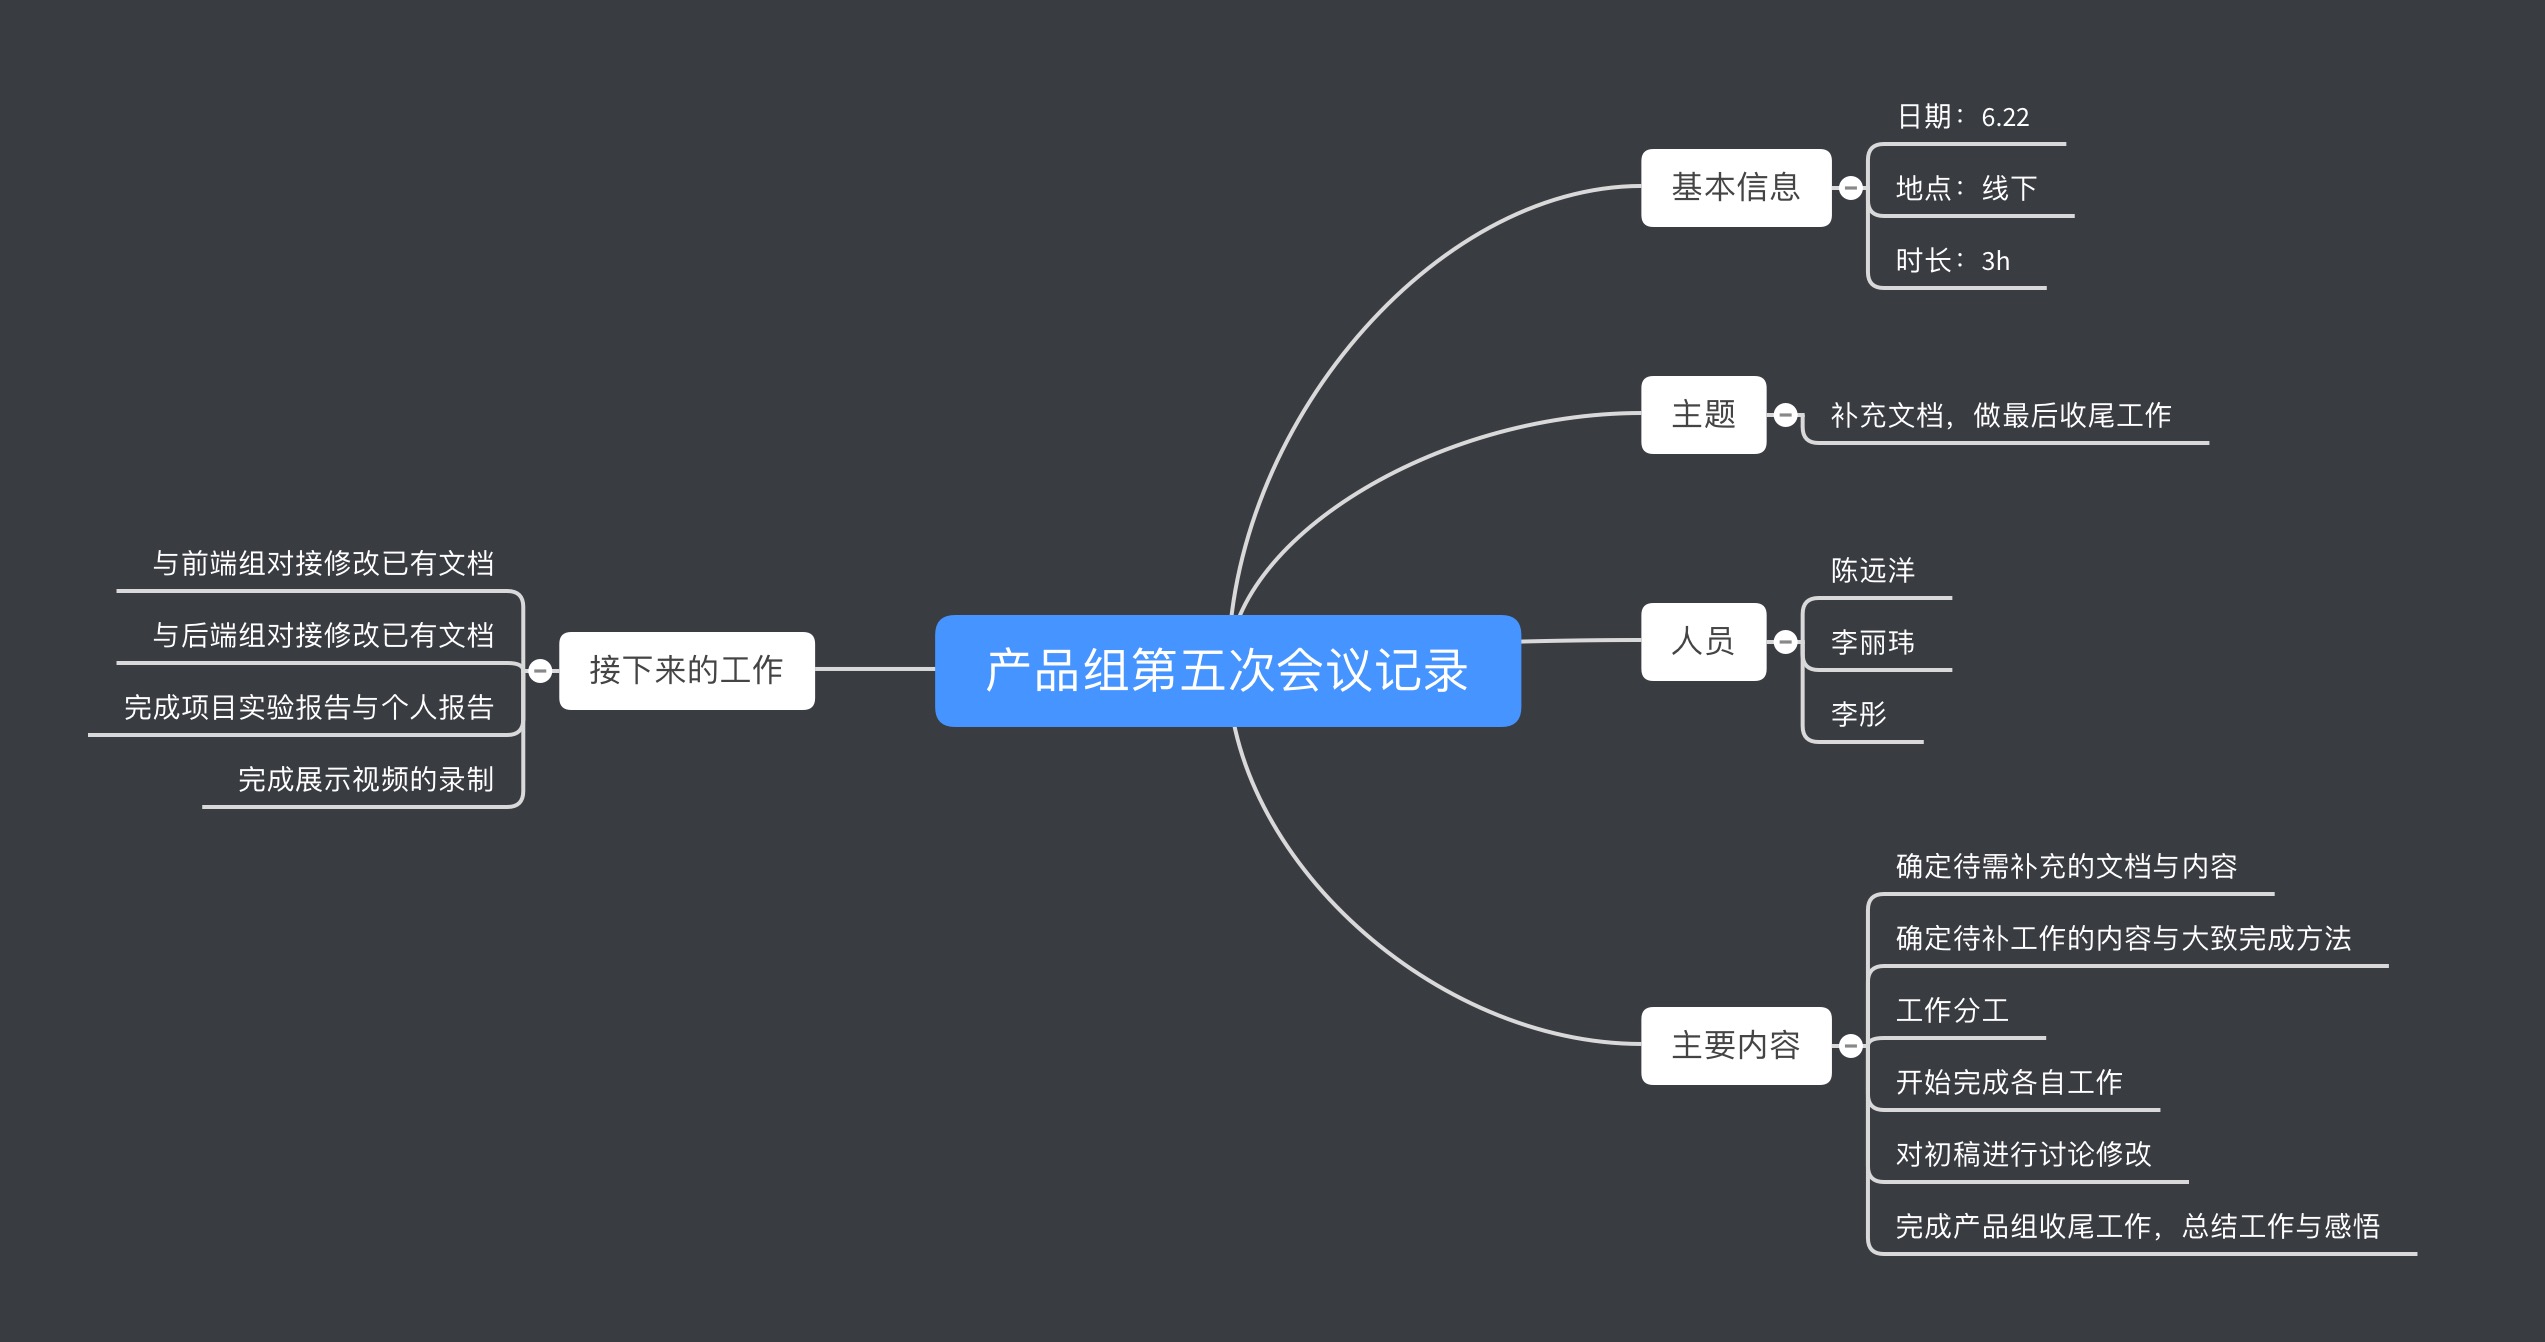 产品组第五次会议记录
基本信息
日期：6.22
地点：线下
时长：3h
主题
补充文档，做最后收尾工作
人员
陈远洋
李丽玮
李彤
主要内容
确定待需补充的文档与内容
确定待补工作的内容与大致完成方法
工作分工
开始完成各自工作
对初稿进行讨论修改
完成产品组收尾工作，总结工作与感悟
接下来的工作
与前端组对接修改已有文档
与后端组对接修改已有文档
完成项目实验报告与个人报告
完成展示视频的录制